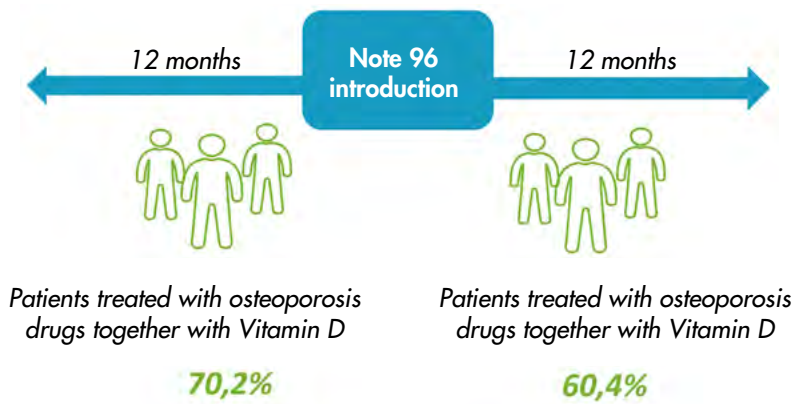 12 months
Note 96
introduction
12 months
Patients treated with osteoporosis
drugs together with Vitamin D
70,2%
Patients treated with osteoporosis
drugs together with Vitamin D
60,4%